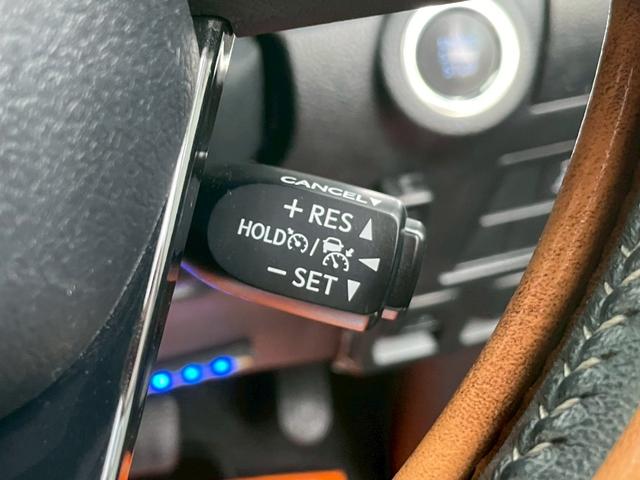 CANCEL▼
+ RES ▲
HOLD / ◀
− SET ▼